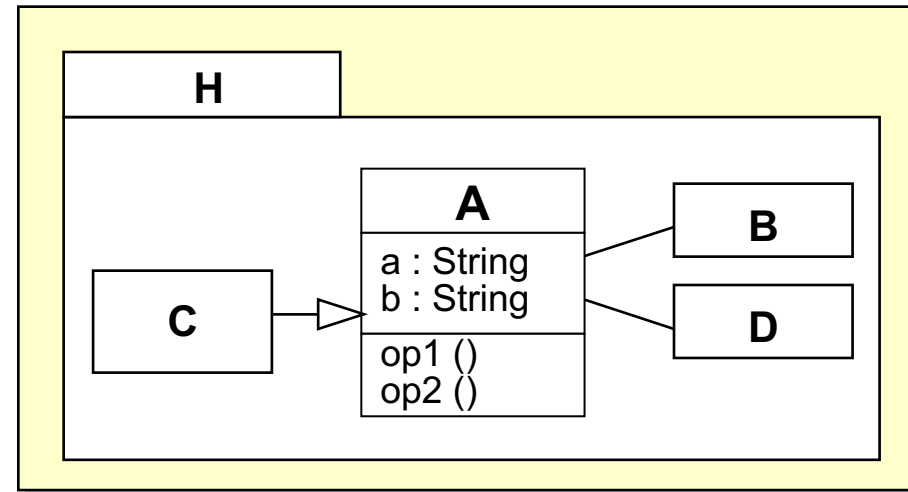 H
A
a : String
b : String
op1 ()
op2 ()
C
B
D